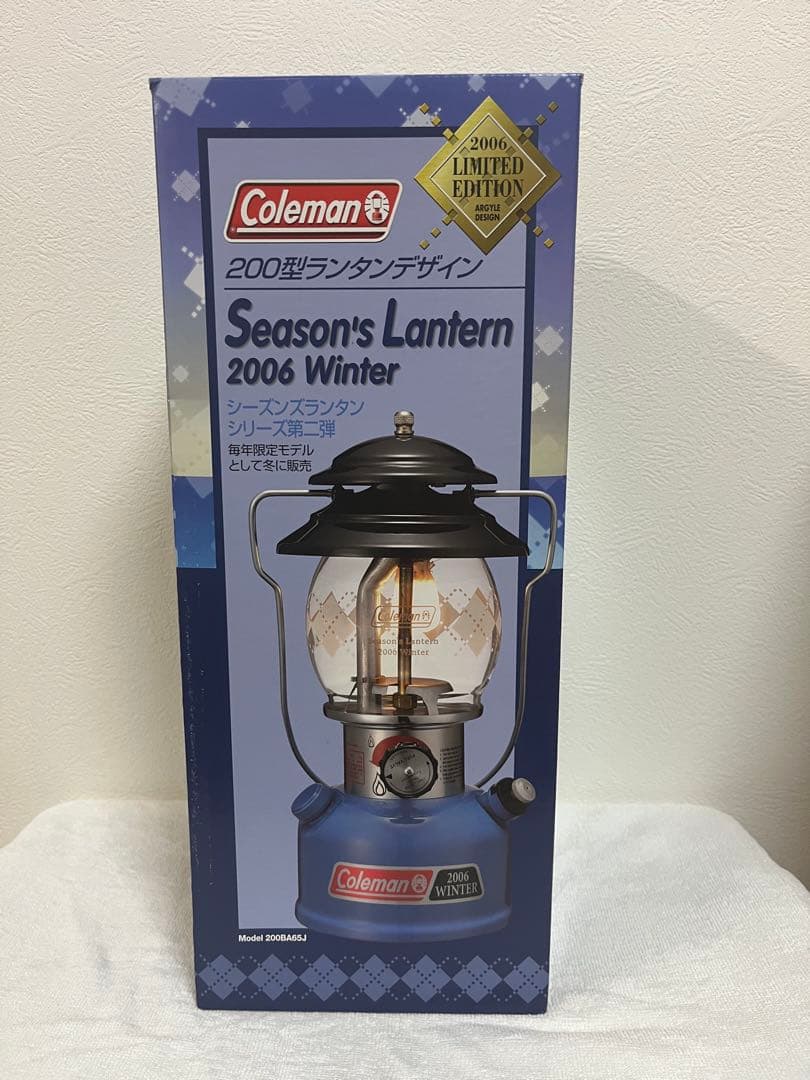 2006
LIMITED
EDITION
ARGYLE
DESIGN
Coleman
200型ランタンデザイン
Season's Lantern
2006 Winter
シーズンズランタン
シリーズ第二弾
毎年限定モデル
として冬に販売
Coleman
Season's Lantern
2006 Winter
Coleman
2006
WINTER
Model 200BA65J